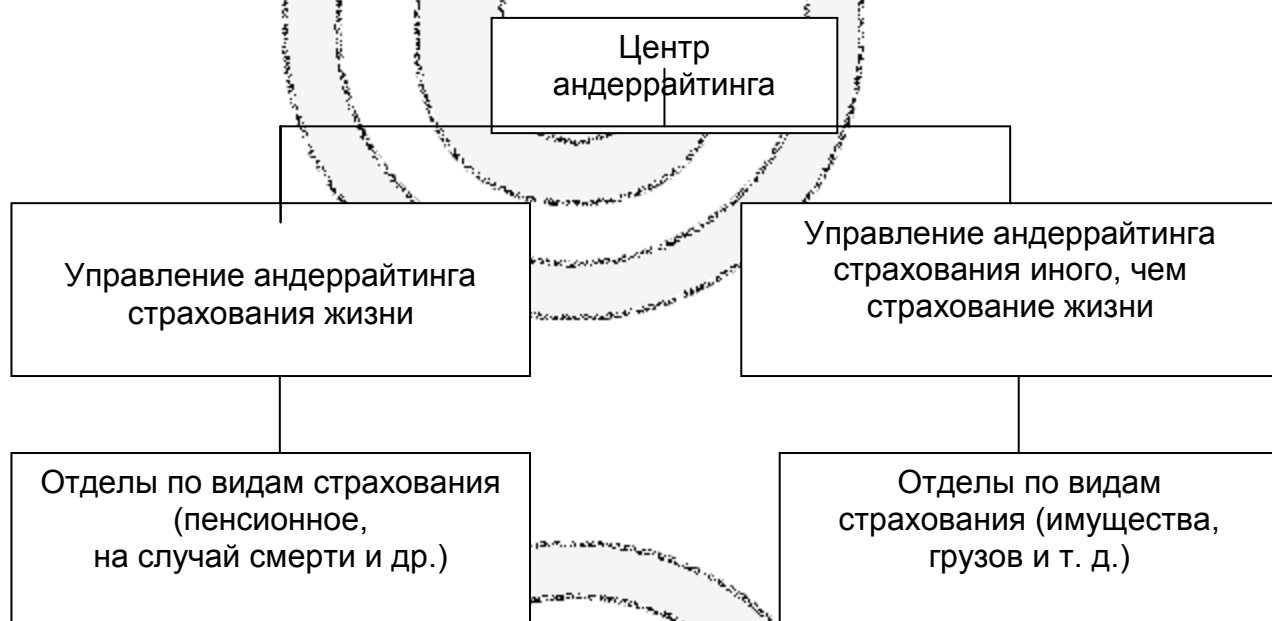 Центр
андеррайтинга
Управление андеррайтинга
страхования жизни
Управление андеррайтинга
страхования иного, чем
страхование жизни
Отделы по видам страхования
(пенсионное,
на случай смерти и др.)
Отделы по видам
страхования (имущества,
грузов и т. д.)